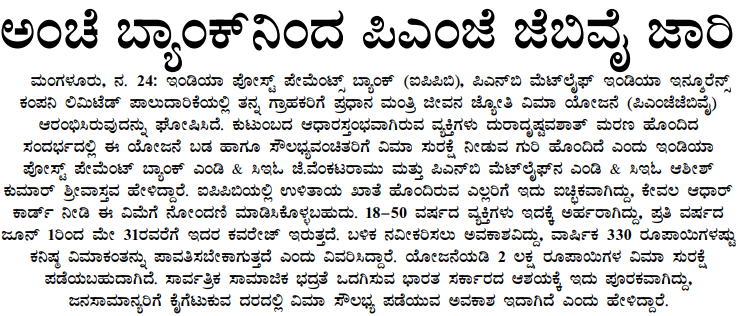 ಅಂಚೆ ಬ್ಯಾಂಕ್‌ನಿಂದ ಪಿಎಂಜೆ ಜೆಬಿವೈ ಜಾರಿ
ಮಂಗಳೂರು, ನ. 24: ಇಂಡಿಯಾ ಪೋಸ್ಟ್ ಪೇಮೆಂಟ್ಸ್ ಬ್ಯಾಂಕ್ (ಐಪಿಪಿಬಿ), ಪಿಎನ್‌ಬಿ ಮೆಟ್‌ಲೈಫ್ ಇಂಡಿಯಾ ಇನ್ಶೂರೆನ್ಸ್
ಕಂಪನಿ ಲಿಮಿಟೆಡ್ ಪಾಲುದಾರಿಕೆಯಲ್ಲಿ ತನ್ನ ಗ್ರಾಹಕರಿಗೆ ಪ್ರಧಾನ ಮಂತ್ರಿ ಜೀವನ ಜ್ಯೋತಿ ವಿಮಾ ಯೋಜನೆ (ಪಿಎಂಜೆಜೆಬಿವೈ)
ಆರಂಭಿಸಿರುವುದನ್ನು ಘೋಷಿಸಿದೆ. ಕುಟುಂಬದ ಆಧಾರಸ್ತಂಭವಾಗಿರುವ ವ್ಯಕ್ತಿಗಳು ದುರಾದೃಷ್ಟವಶಾತ್ ಮರಣ ಹೊಂದಿದ
ಸಂದರ್ಭದಲ್ಲಿ ಈ ಯೋಜನೆ ಬಡ ಹಾಗೂ ಸೌಲಭ್ಯವಂಚಿತರಿಗೆ ವಿಮಾ ಸುರಕ್ಷೆ ನೀಡುವ ಗುರಿ ಹೊಂದಿದೆ ಎಂದು ಇಂಡಿಯಾ
ಪೋಸ್ಟ್ ಪೇಮೆಂಟ್ ಬ್ಯಾಂಕ್ ಎಂಡಿ & ಸಿಇಓ ಜೆ.ವೆಂಕಟರಾಮು ಮತ್ತು ಪಿಎನ್‌ಬಿ ಮೆಟ್‌ಲೈಫ್‌ನ ಎಂಡಿ & ಸಿಇಓ ಆಶೀಶ್
ಕುಮಾರ್ ಶ್ರೀವಾಸ್ತವ ಹೇಳಿದ್ದಾರೆ. ಐಪಿಪಿಬಿಯಲ್ಲಿ ಉಳಿತಾಯ ಖಾತೆ ಹೊಂದಿರುವ ಎಲ್ಲರಿಗೆ ಇದು ಐಚ್ಛಿಕವಾಗಿದ್ದು, ಕೇವಲ ಆಧಾರ್
ಕಾರ್ಡ್ ನೀಡಿ ಈ ವಿಮೆಗೆ ನೋಂದಣಿ ಮಾಡಿಸಿಕೊಳ್ಳಬಹುದು. 18-50 ವರ್ಷದ ವ್ಯಕ್ತಿಗಳು ಇದಕ್ಕೆ ಅರ್ಹರಾಗಿದ್ದು, ಪ್ರತಿ ವರ್ಷದ
ಜೂನ್ 1ರಿಂದ ಮೇ 31ರವರೆಗೆ ಇದರ ಕವರೇಜ್ ಇರುತ್ತದೆ. ಬಳಿಕ ನವೀಕರಿಸಲು ಅವಕಾಶವಿದ್ದು, ವಾರ್ಷಿಕ 330 ರೂಪಾಯಿಗಳಷ್ಟು
ಕನಿಷ್ಠ ವಿಮಾಕಂತನ್ನು ಪಾವತಿಸಬೇಕಾಗುತ್ತದೆ ಎಂದು ವಿವರಿಸಿದ್ದಾರೆ. ಯೋಜನೆಯಡಿ 2 ಲಕ್ಷ ರೂಪಾಯಿಗಳ ವಿಮಾ ಸುರಕ್ಷೆ
ಪಡೆಯಬಹುದಾಗಿದೆ. ಸಾರ್ವತ್ರಿಕ ಸಾಮಾಜಿಕ ಭದ್ರತೆ ಒದಗಿಸುವ ಭಾರತ ಸರ್ಕಾರದ ಆಶಯಕ್ಕೆ ಇದು ಪೂರಕವಾಗಿದ್ದು,
ಜನಸಾಮಾನ್ಯರಿಗೆ ಕೈಗೆಟುಕುವ ದರದಲ್ಲಿ ವಿಮಾ ಸೌಲಭ್ಯ ಪಡೆಯುವ ಅವಕಾಶ ಇದಾಗಿದೆ ಎಂದು ಹೇಳಿದ್ದಾರೆ.